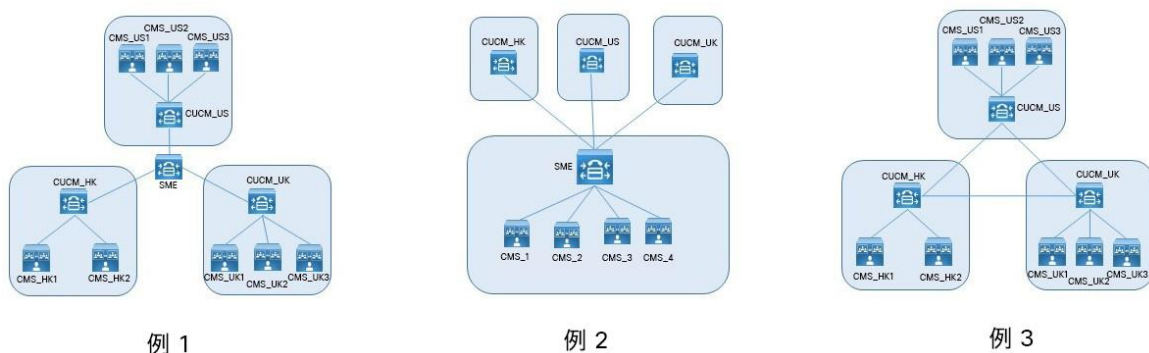 CMS_US2
CMS_US1
CMS_US3
CUCM_US
SME
CUCM_HK
CUCM_UK
CMS_HK1
CMS_HK2
CMS_UK1
CMS_UK2
CMS_UK3
例 1
CUCM_HK
CUCM_US
CUCM_UK
SME
CMS_1
CMS_2
CMS_3
CMS_4
例 2
CMS_US2
CMS_US1
CMS_US3
CUCM_US
CUCM_HK
CUCM_UK
CMS_HK1
CMS_HK2
CMS_UK1
CMS_UK2
CMS_UK3
例 3